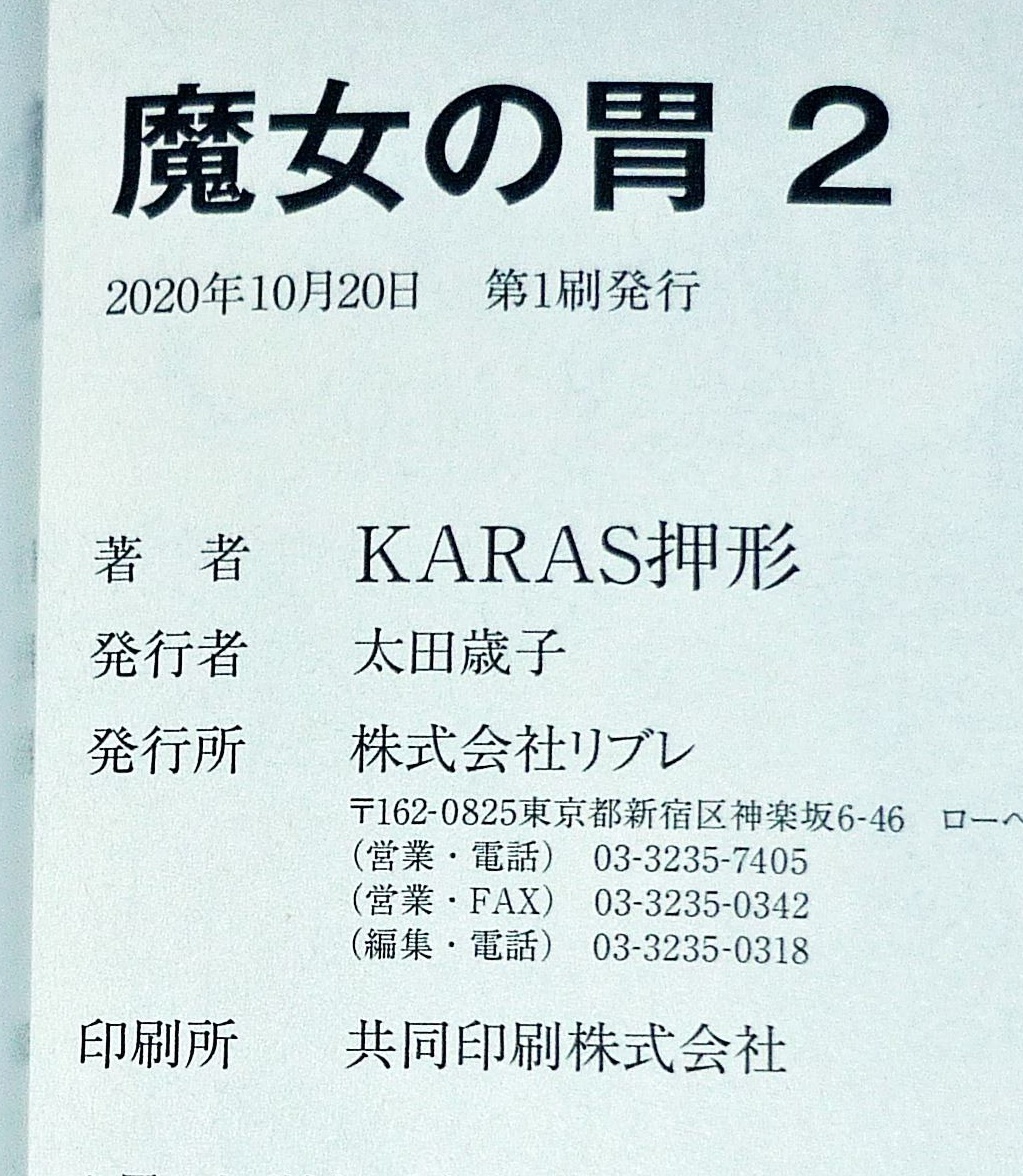 魔女の胃 2
2020年10月20日　第1刷発行
著　者　KARAS押形
発行者　太田歳子
発行所　株式会社リブレ
〒162-0825東京都新宿区神楽坂6-46　ローベ
（営業・電話）　03-3235-7405
（営業・FAX）　03-3235-0342
（編集・電話）　03-3235-0318
印刷所　共同印刷株式会社